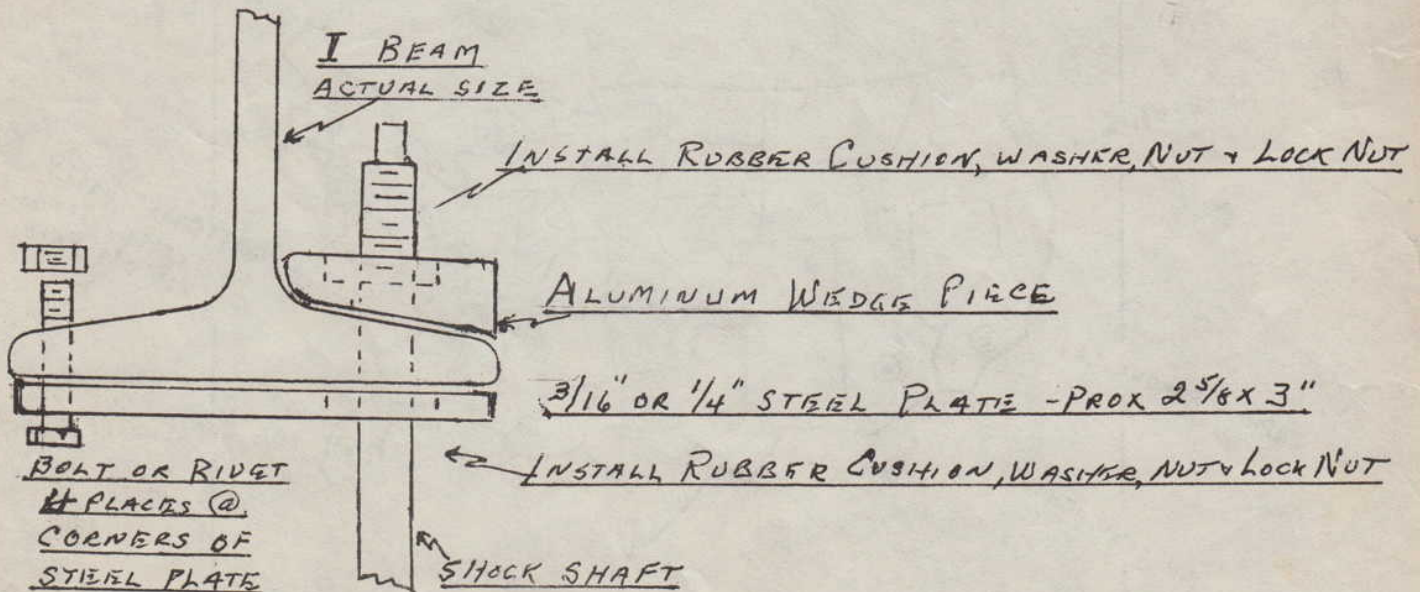 I BEAM
ACTUAL SIZE
INSTALL RUBBER CUSHION, WASHER, NUT & LOCK NUT
ALUMINUM WEDGE PIECE
3/16" OR 1/4" STEEL PLATE - PROX 2 5/8 X 3"
INSTALL RUBBER CUSHION, WASHER, NUT & LOCK NUT
BOLT OR RIVET
4 PLACES @
CORNERS OF
STEEL PLATE
SHOCK SHAFT